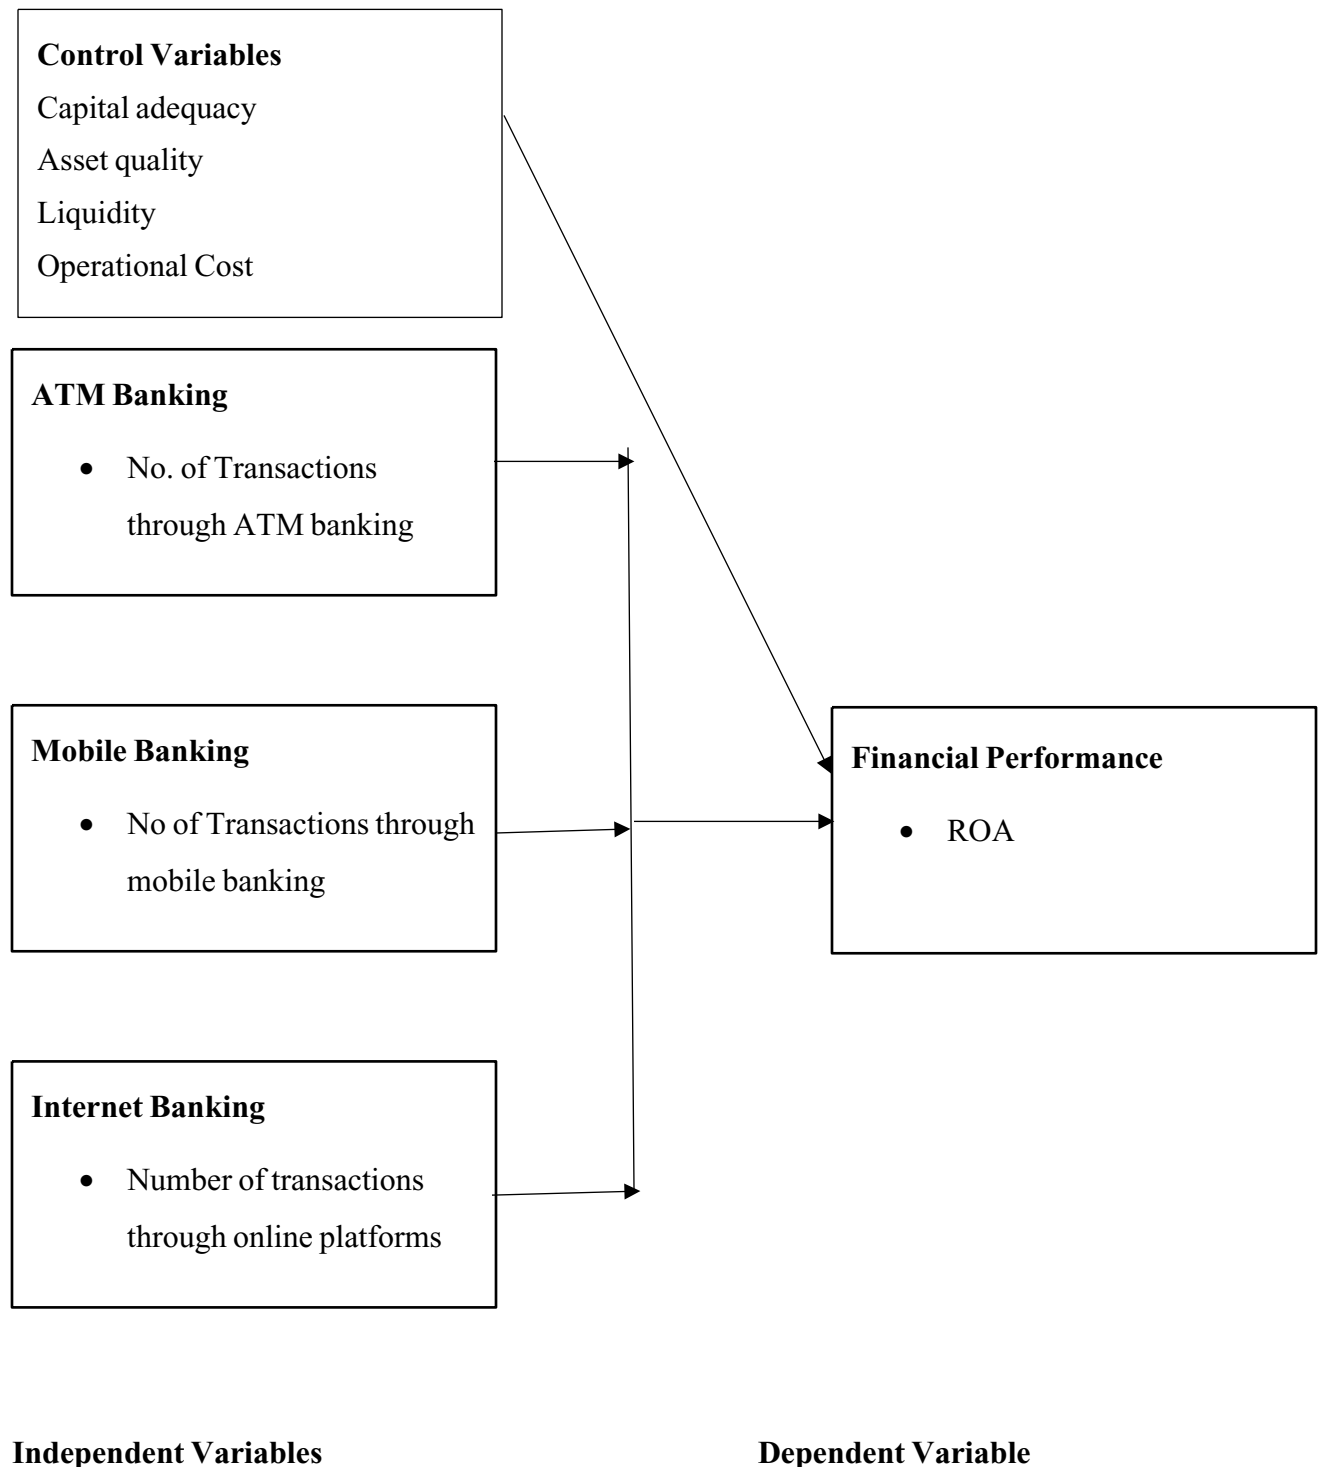 Control Variables
Capital adequacy
Asset quality
Liquidity
Operational Cost
ATM Banking
• No. of Transactions
through ATM banking
Mobile Banking
• No of Transactions through
mobile banking
Financial Performance
• ROA
Internet Banking
• Number of transactions
through online platforms
Independent Variables
Dependent Variable